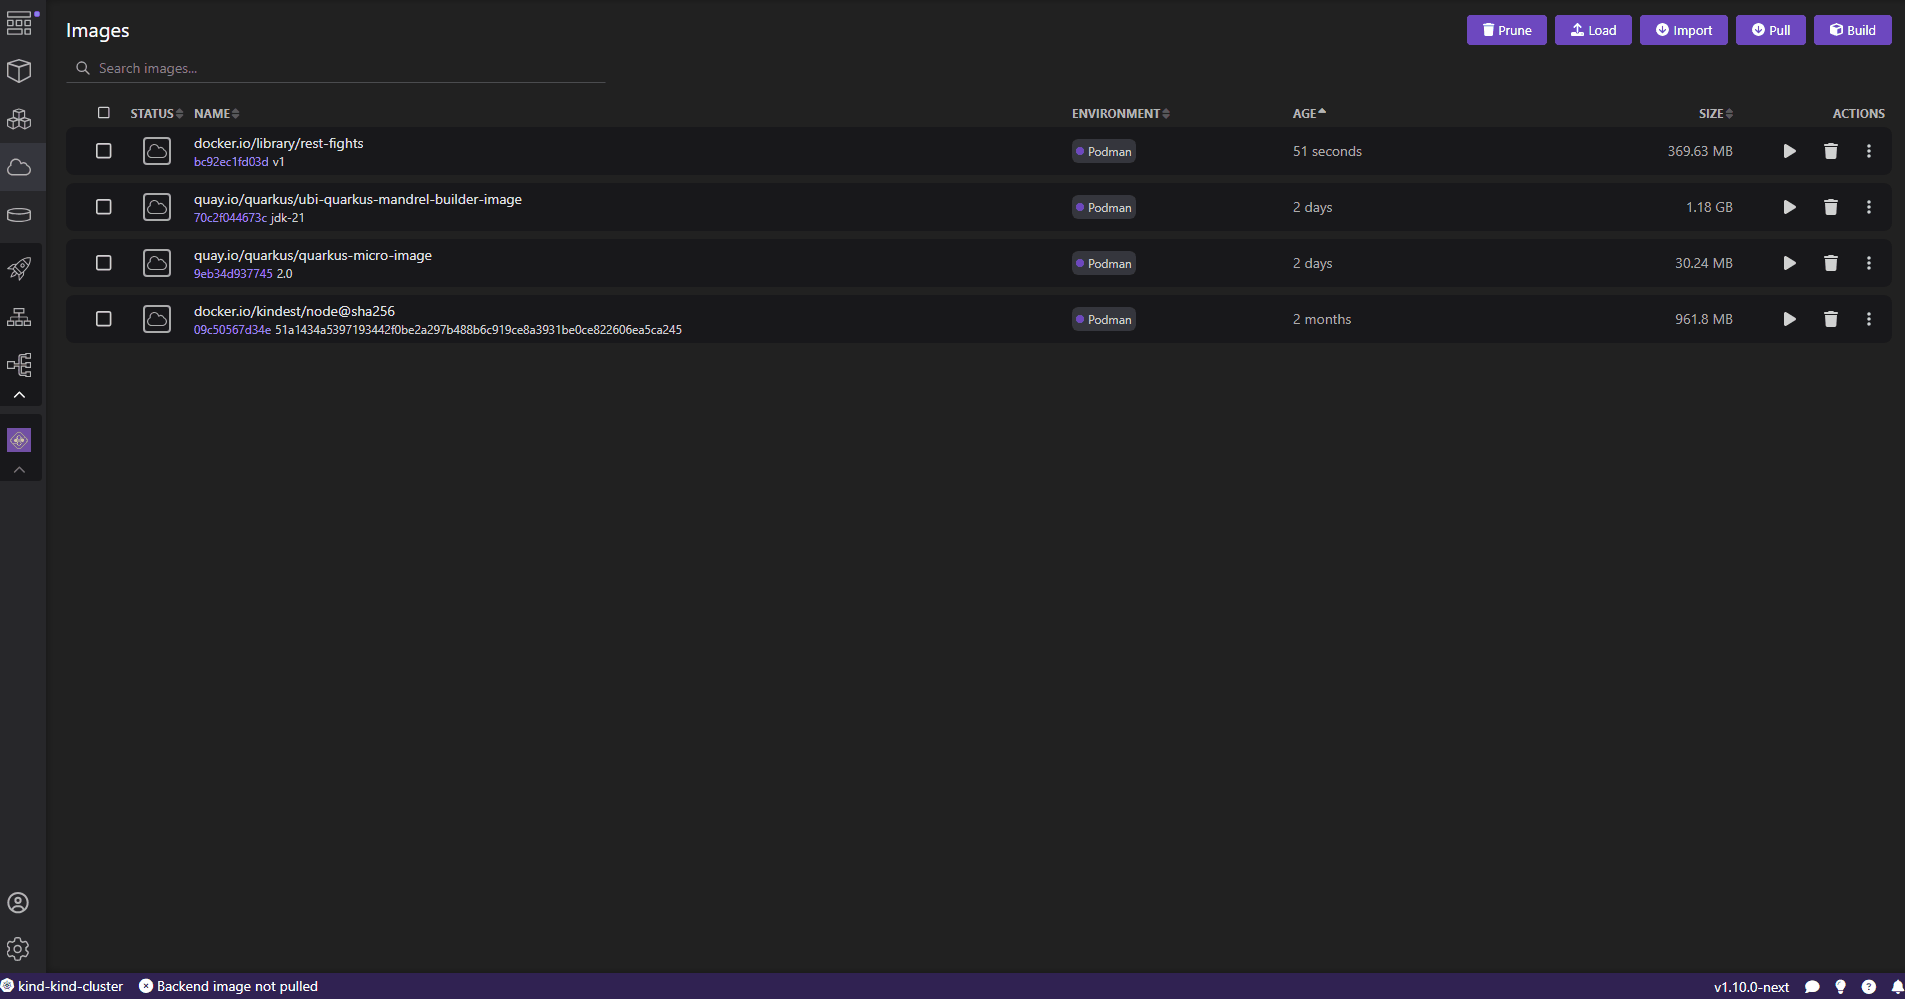 Images
Prune
Load
Import
Pull
Build
Search images...
STATUS NAME ENVIRONMENT AGE SIZE ACTIONS
docker.io/library/rest-fights
bc92ec1fd03d v1
Podman
51 seconds
369.63 MB
quay.io/quarkus/ubi-quarkus-mandrel-builder-image
70c2f044673c jdk-21
Podman
2 days
1.18 GB
quay.io/quarkus/quarkus-micro-image
9eb34d937745 2.0
Podman
2 days
30.24 MB
docker.io/kindest/node@sha256
09c50567d34e 51a1434a5397193442f0be2a297b488b6c919ce8a3931be0ce822606ea5ca245
Podman
2 months
961.8 MB
kind-kind-cluster
Backend image not pulled
v1.10.0-next